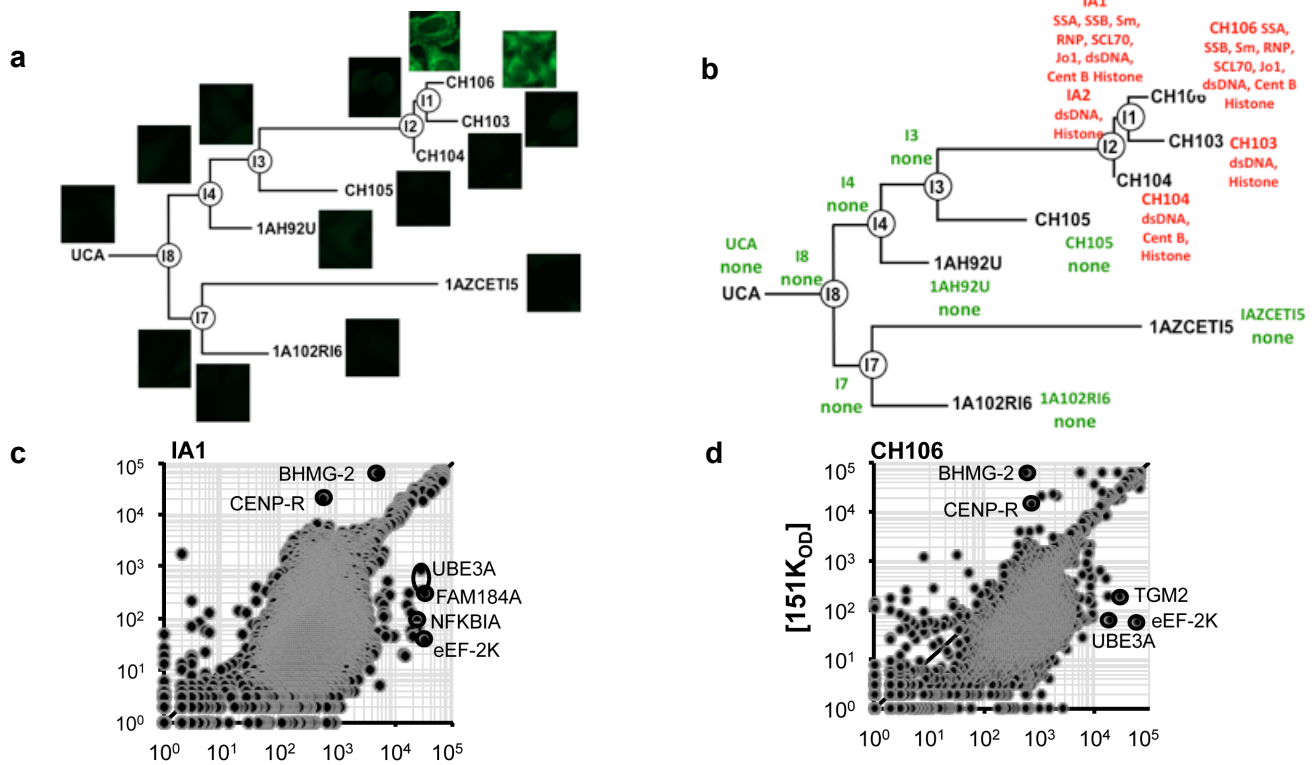 a
CH106
I1
CH103
I2
CH104
I3
CH105
I4
1AH92U
UCA
I8
1AZCETI5
I7
1A102RI6
b
IA1
SSA, SSB, Sm,
RNP, SCL70,
Jo1, dsDNA,
Cent B Histone
IA2
dsDNA,
Histone
CH106 SSA,
SSB, Sm, RNP,
SCL70, Jo1,
dsDNA, Cent B
Histone
CH106
I1
CH103
CH103
dsDNA,
Histone
I2
CH104
CH104
dsDNA,
Cent B,
Histone
I3
none
I3
CH105
CH105
none
I4
none
I4
1AH92U
1AH92U
none
UCA
none
UCA
I8
none
I8
1AZCETI5
IAZCETI5
none
I7
none
I7
1A102RI6
1A102RI6
none
c
IA1
10⁵
10⁴
10³
10²
10¹
10⁰
BHMG-2
CENP-R
UBE3A
FAM184A
NFKBIA
eEF-2K
10⁰ 10¹ 10² 10³ 10⁴ 10⁵
d
CH106
[151K_OD]
10⁵
10⁴
10³
10²
10¹
10⁰
BHMG-2
CENP-R
TGM2
eEF-2K
UBE3A
10⁰ 10¹ 10² 10³ 10⁴ 10⁵